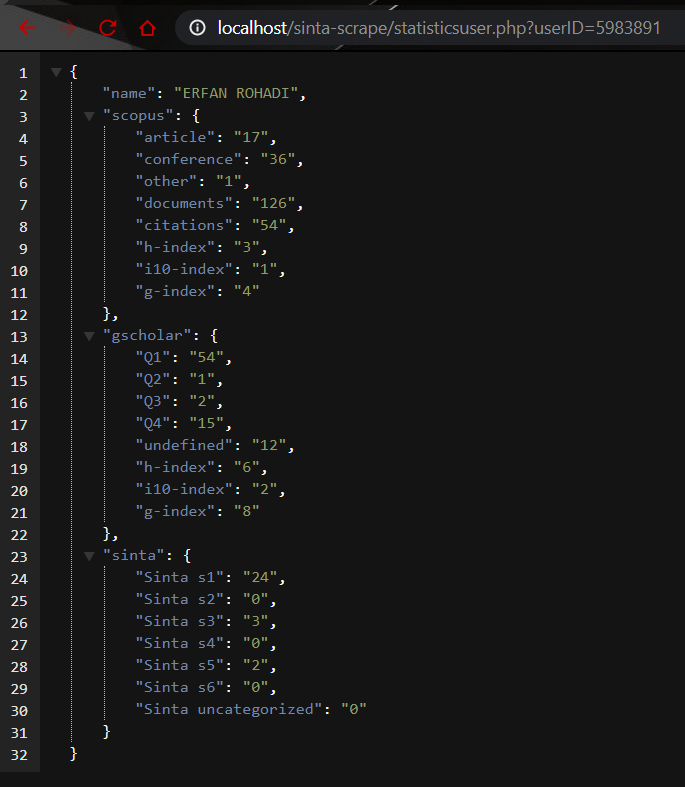 localhost/sinta-scrape/statisticsuser.php?userID=5983891
1 {
2 "name": "ERFAN ROHADI",
3 "scopus": {
4 "article": "17",
5 "conference": "36",
6 "other": "1",
7 "documents": "126",
8 "citations": "54",
9 "h-index": "3",
10 "i10-index": "1",
11 "g-index": "4"
12 },
13 "gscholar": {
14 "Q1": "54",
15 "Q2": "1",
16 "Q3": "2",
17 "Q4": "15",
18 "undefined": "12",
19 "h-index": "6",
20 "i10-index": "2",
21 "g-index": "8"
22 },
23 "sinta": {
24 "Sinta s1": "24",
25 "Sinta s2": "0",
26 "Sinta s3": "3",
27 "Sinta s4": "0",
28 "Sinta s5": "2",
29 "Sinta s6": "0",
30 "Sinta uncategorized": "0"
31 }
32 }